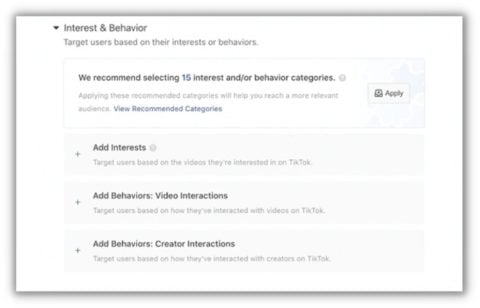 Interest & Behavior
Target users based on their interests or behaviors.
We recommend selecting 15 interest and/or behavior categories.
Applying these recommended categories will help you reach a more relevant
audience. View Recommended Categories
Apply
+ Add Interests
Target users based on the videos they're interested in on TikTok.
+ Add Behaviors: Video Interactions
Target users based on how they've interacted with videos on TikTok.
+ Add Behaviors: Creator Interactions
Target users based on how they've interacted with creators on TikTok.